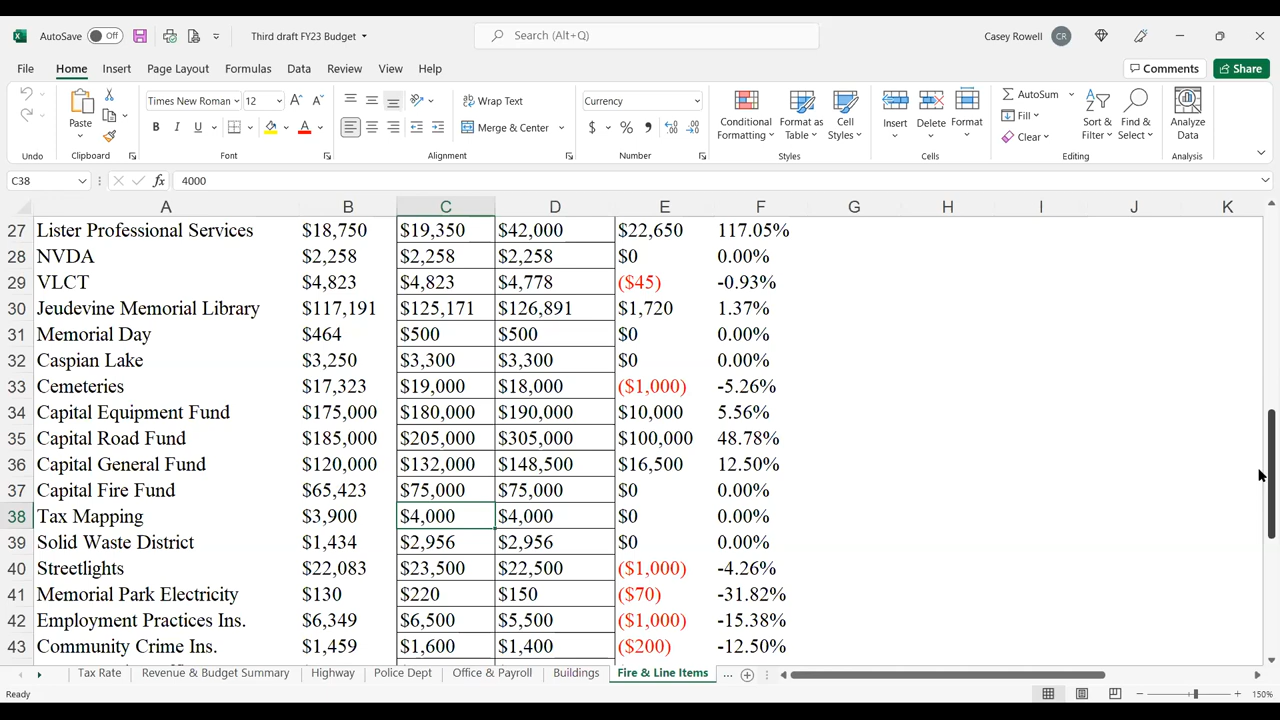 AutoSave Off Third draft FY23 Budget Search (Alt+Q) Casey Rowell CR
File Home Insert Page Layout Formulas Data Review View Help Comments Share
Paste Times New Roman 12 A A Wrap Text Currency Conditional Formatting Format as Table Cell Styles Insert Delete Format AutoSum Sort & Filter Find & Select Analyze Data
B I U A Merge & Center $ % Fill Clear
Undo Clipboard Font Alignment Number Styles Cells Editing Analysis
C38 fx 4000
A B C D E F G H I J K
27 Lister Professional Services $18,750 $19,350 $42,000 $22,650 117.05%
28 NVDA $2,258 $2,258 $2,258 $0 0.00%
29 VLCT $4,823 $4,823 $4,778 ($45) -0.93%
30 Jeudevine Memorial Library $117,191 $125,171 $126,891 $1,720 1.37%
31 Memorial Day $464 $500 $500 $0 0.00%
32 Caspian Lake $3,250 $3,300 $3,300 $0 0.00%
33 Cemeteries $17,323 $19,000 $18,000 ($1,000) -5.26%
34 Capital Equipment Fund $175,000 $180,000 $190,000 $10,000 5.56%
35 Capital Road Fund $185,000 $205,000 $305,000 $100,000 48.78%
36 Capital General Fund $120,000 $132,000 $148,500 $16,500 12.50%
37 Capital Fire Fund $65,423 $75,000 $75,000 $0 0.00%
38 Tax Mapping $3,900 $4,000 $4,000 $0 0.00%
39 Solid Waste District $1,434 $2,956 $2,956 $0 0.00%
40 Streetlights $22,083 $23,500 $22,500 ($1,000) -4.26%
41 Memorial Park Electricity $130 $220 $150 ($70) -31.82%
42 Employment Practices Ins. $6,349 $6,500 $5,500 ($1,000) -15.38%
43 Community Crime Ins. $1,459 $1,600 $1,400 ($200) -12.50%
Tax Rate Revenue & Budget Summary Highway Police Dept Office & Payroll Buildings Fire & Line Items ...
Ready 150%